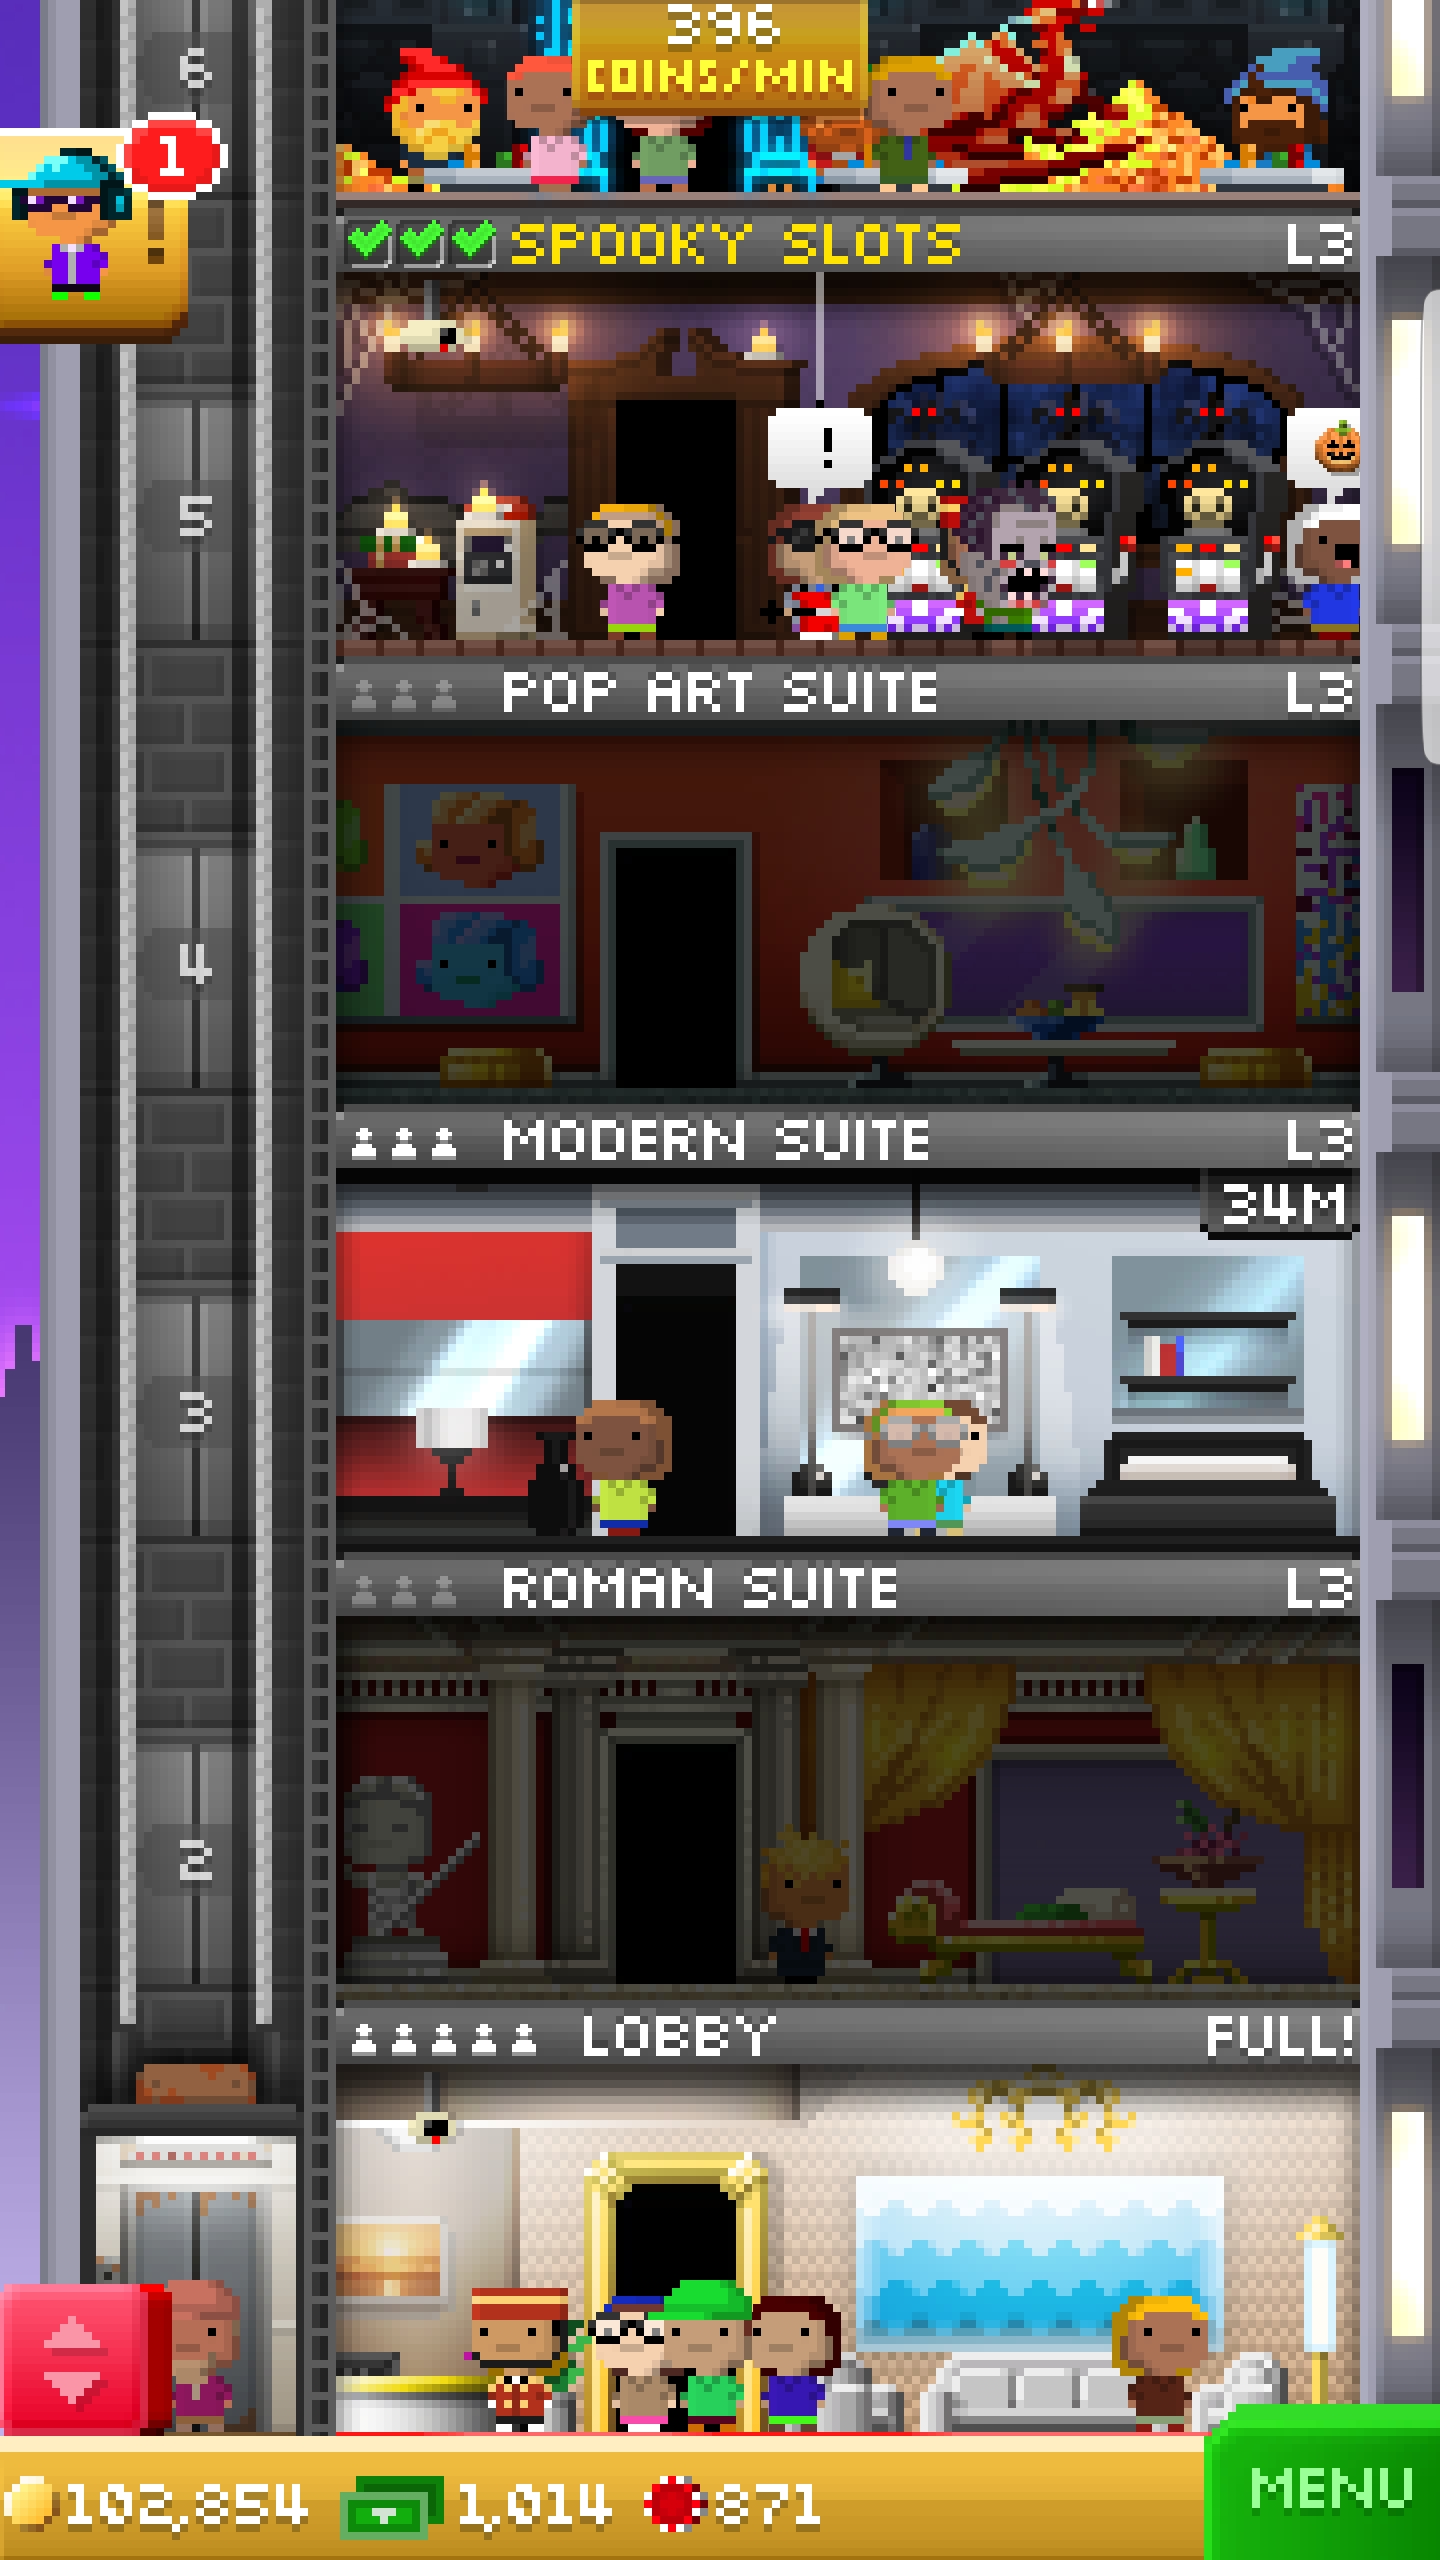 396
COINS/MIN
6
1
!
SPOOKY SLOTS L3
!
5
POP ART SUITE L3
4
MODERN SUITE L3
34M
3
ROMAN SUITE L3
2
LOBBY FULL!
102,854 1,014 871
MENU